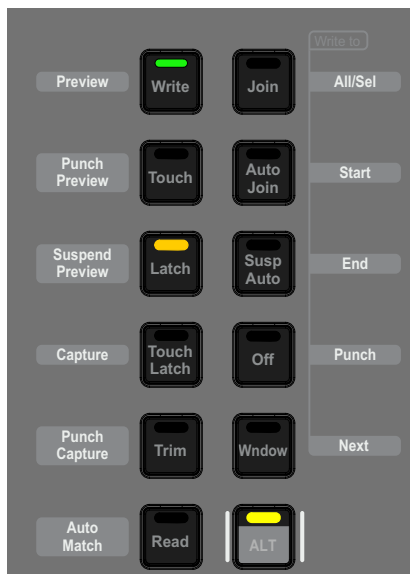 Write to
Preview
Write
Join
All/Sel
Punch
Preview
Touch
Auto
Join
Start
Suspend
Preview
Latch
Susp
Auto
End
Capture
Touch
Latch
Off
Punch
Punch
Capture
Trim
Wndow
Next
Auto
Match
Read
ALT